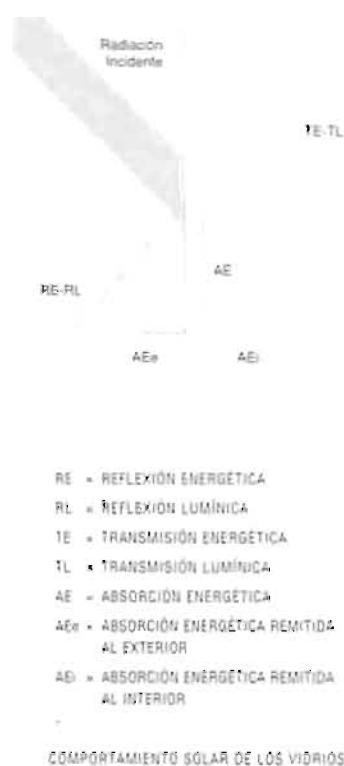 Radiación
Incidente
TE-TL
AE
RE-RL
AEe
AEi
RE = REFLEXIÓN ENERGÉTICA
RL = REFLEXIÓN LUMÍNICA
TE = TRANSMISIÓN ENERGÉTICA
TL = TRANSMISIÓN LUMÍNICA
AE = ABSORCIÓN ENERGÉTICA
AEe = ABSORCIÓN ENERGÉTICA REMITIDA
AL EXTERIOR
AEi = ABSORCIÓN ENERGÉTICA REMITIDA
AL INTERIOR
COMPORTAMIENTO SOLAR DE LOS VIDRIOS